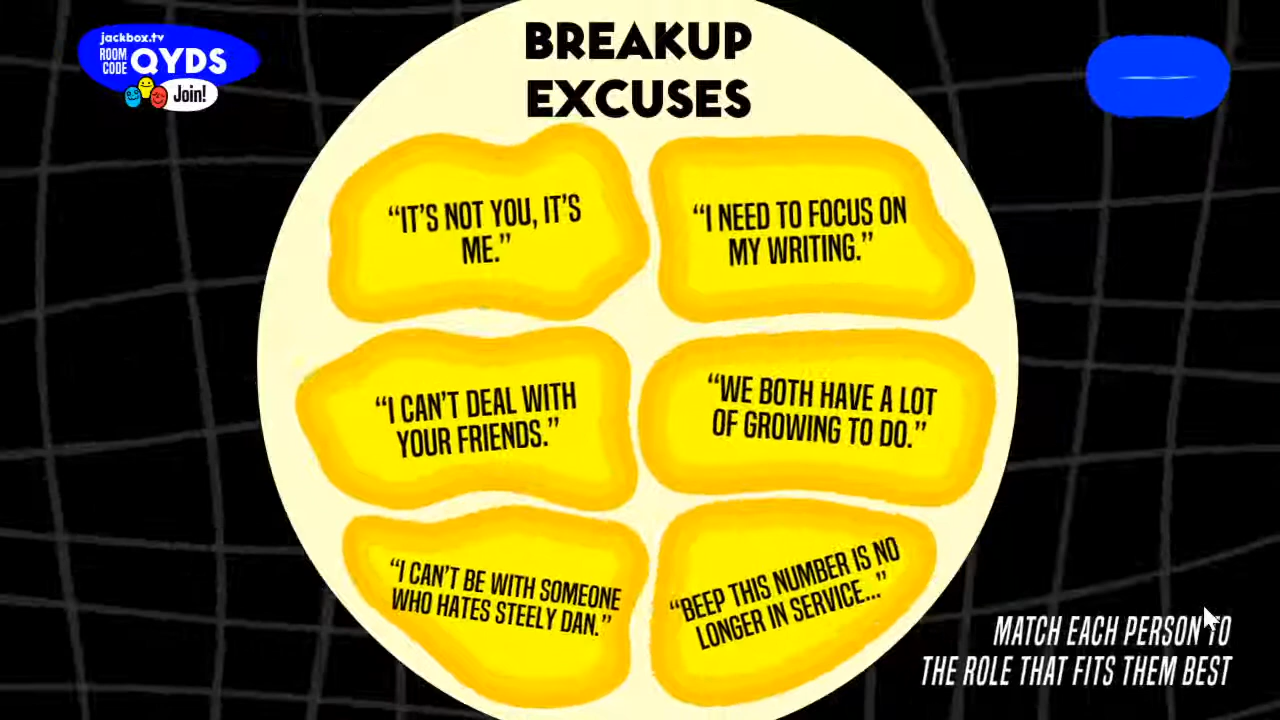 jackbox.tv
ROOM
CODE
QYDS
Join!
BREAKUP
EXCUSES
“IT’S NOT YOU, IT’S
ME.”
“I NEED TO FOCUS ON
MY WRITING.”
“I CAN’T DEAL WITH
YOUR FRIENDS.”
“WE BOTH HAVE A LOT
OF GROWING TO DO.”
“I CAN’T BE WITH SOMEONE
WHO HATES STEELY DAN.”
“BEEP THIS NUMBER IS NO
LONGER IN SERVICE...”
MATCH EACH PERSON TO
THE ROLE THAT FITS THEM BEST